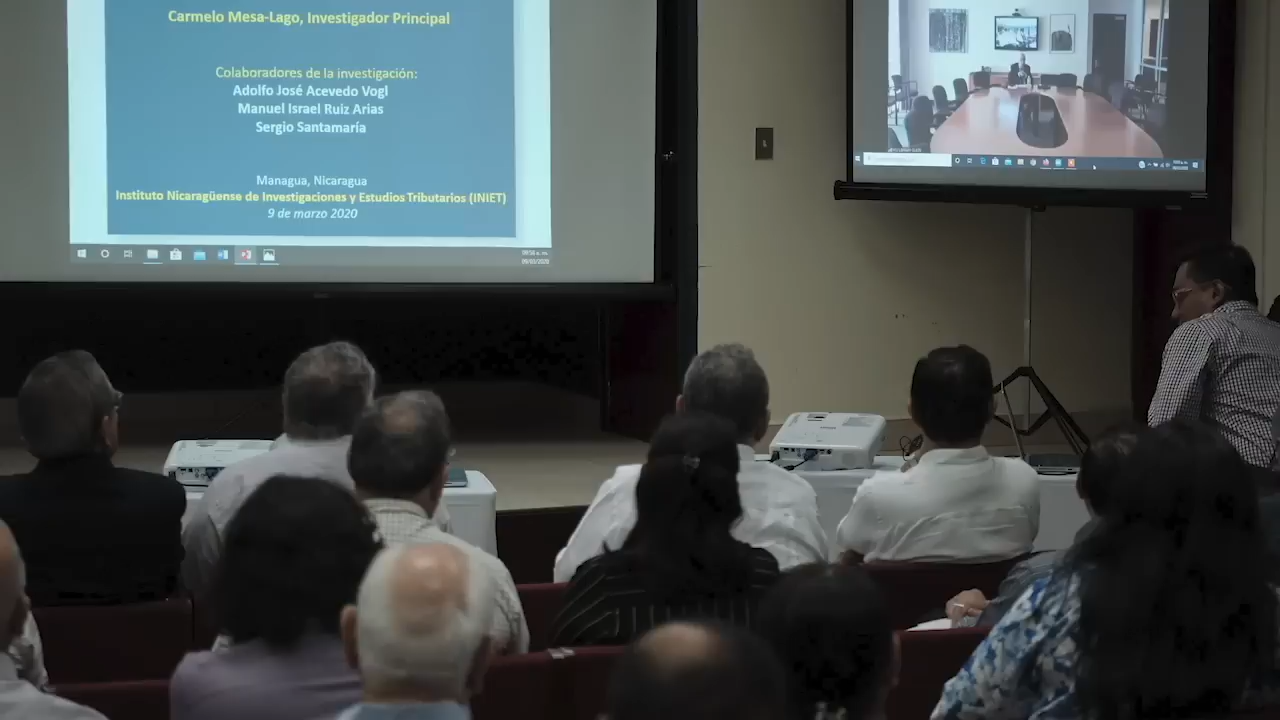 Carmelo Mesa-Lago, Investigador Principal
Colaboradores de la investigación:
Adolfo José Acevedo Vogl
Manuel Israel Ruiz Arias
Sergio Santamaría
Managua, Nicaragua
Instituto Nicaragüense de Investigaciones y Estudios Tributarios (INIET)
9 de marzo 2020